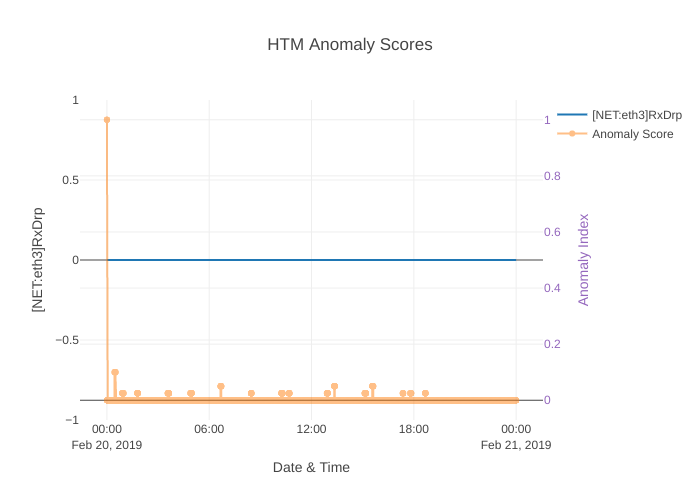 HTM Anomaly Scores
[NET:eth3]RxDrp
Anomaly Score
1
0.5
0
−0.5
−1
[NET:eth3]RxDrp
1
0.8
0.6
0.4
0.2
0
Anomaly Index
00:00
Feb 20, 2019
06:00
12:00
18:00
00:00
Feb 21, 2019
Date & Time